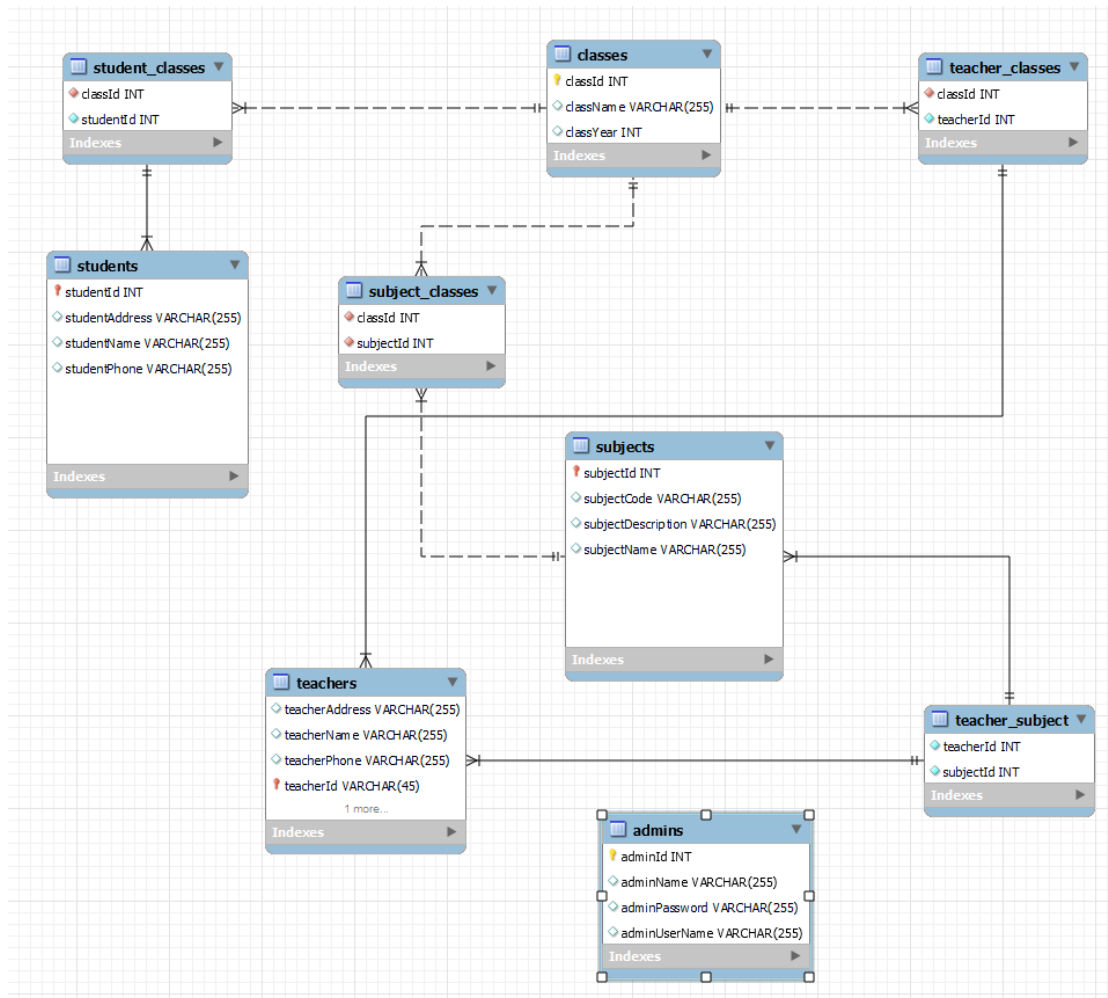 student_classes
classId INT
studentId INT
Indexes
classes
classId INT
className VARCHAR(255)
classYear INT
Indexes
teacher_classes
classId INT
teacherId INT
Indexes
students
studentId INT
studentAddress VARCHAR(255)
studentName VARCHAR(255)
studentPhone VARCHAR(255)
Indexes
subject_classes
classId INT
subjectId INT
Indexes
subjects
subjectId INT
subjectCode VARCHAR(255)
subjectDescription VARCHAR(255)
subjectName VARCHAR(255)
Indexes
teachers
teacherAddress VARCHAR(255)
teacherName VARCHAR(255)
teacherPhone VARCHAR(255)
teacherId VARCHAR(45)
1 more...
Indexes
teacher_subject
teacherId INT
subjectId INT
Indexes
admins
adminId INT
adminName VARCHAR(255)
adminPassword VARCHAR(255)
adminUserName VARCHAR(255)
Indexes